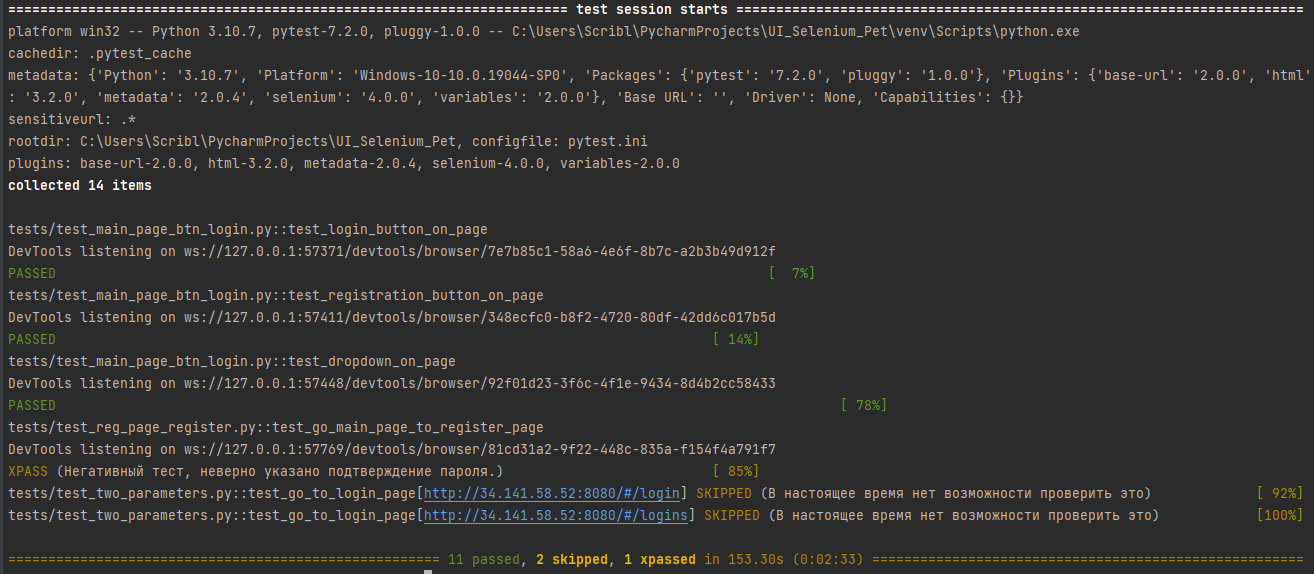 ====================================================================== test session starts =======================================================================
platform win32 -- Python 3.10.7, pytest-7.2.0, pluggy-1.0.0 -- C:\Users\Scribl\PycharmProjects\UI_Selenium_Pet\venv\Scripts\python.exe
cachedir: .pytest_cache
metadata: {'Python': '3.10.7', 'Platform': 'Windows-10-10.0.19044-SP0', 'Packages': {'pytest': '7.2.0', 'pluggy': '1.0.0'}, 'Plugins': {'base-url': '2.0.0', 'html'
: '3.2.0', 'metadata': '2.0.4', 'selenium': '4.0.0', 'variables': '2.0.0'}, 'Base URL': '', 'Driver': None, 'Capabilities': {}}
sensitiveurl: .*
rootdir: C:\Users\Scribl\PycharmProjects\UI_Selenium_Pet, configfile: pytest.ini
plugins: base-url-2.0.0, html-3.2.0, metadata-2.0.4, selenium-4.0.0, variables-2.0.0
collected 14 items
tests/test_main_page_btn_login.py::test_login_button_on_page
DevTools listening on ws://127.0.0.1:57371/devtools/browser/7e7b85c1-58a6-4e6f-8b7c-a2b3b49d912f
PASSED [  7%]
tests/test_main_page_btn_login.py::test_registration_button_on_page
DevTools listening on ws://127.0.0.1:57411/devtools/browser/348ecfc0-b8f2-4720-80df-42dd6c017b5d
PASSED [ 14%]
tests/test_main_page_btn_login.py::test_dropdown_on_page
DevTools listening on ws://127.0.0.1:57448/devtools/browser/92f01d23-3f6c-4f1e-9434-8d4b2cc58433
PASSED [ 78%]
tests/test_reg_page_register.py::test_go_main_page_to_register_page
DevTools listening on ws://127.0.0.1:57769/devtools/browser/81cd31a2-9f22-448c-835a-f154f4a791f7
XPASS (Негативный тест, неверно указано подтверждение пароля.) [ 85%]
tests/test_two_parameters.py::test_go_to_login_page[http://34.141.58.52:8080/#/login] SKIPPED (В настоящее время нет возможности проверить это) [ 92%]
tests/test_two_parameters.py::test_go_to_login_page[http://34.141.58.52:8080/#/logins] SKIPPED (В настоящее время нет возможности проверить это) [100%]
====================================================== 11 passed, 2 skipped, 1 xpassed in 153.30s (0:02:33) ======================================================